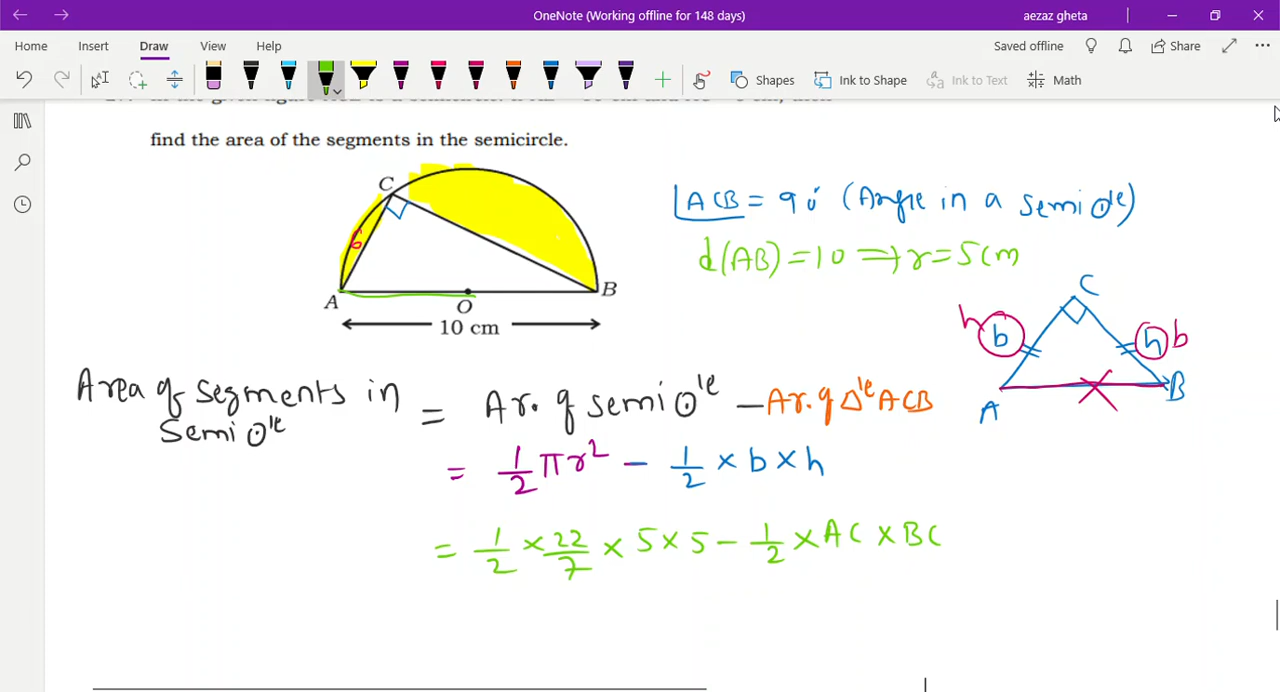 OneNote (Working offline for 148 days)
aezaz gheta
Home Insert Draw View Help
Saved offline Share
Shapes Ink to Shape Ink to Text Math
find the area of the segments in the semicircle.
C
6
A O B
10 cm
∠ACB = 90° (Angle in a semi⊙le)
d(AB) = 10 ⇒ r = 5cm
C
h b h b
A B
Area of segments in semi⊙le = Ar. of semi⊙le − Ar. of Δle ACB
= 1/2 πr² − 1/2 × b × h
= 1/2 × 22/7 × 5 × 5 − 1/2 × AC × BC